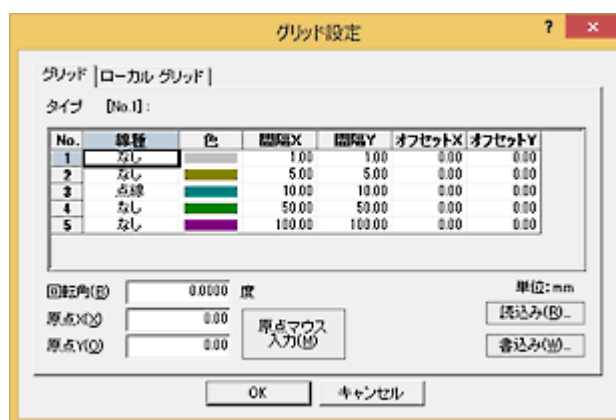 グリッド設定
? ×
グリッド ローカル グリッド
タイプ [No.1]:
No. 線種 色 間隔X 間隔Y オフセットX オフセットY
1 なし 1.00 1.00 0.00 0.00
2 なし 5.00 5.00 0.00 0.00
3 点線 10.00 10.00 0.00 0.00
4 なし 50.00 50.00 0.00 0.00
5 なし 100.00 100.00 0.00 0.00
回転角(R) 0.0000 度
単位:mm
原点X(X) 0.00
原点Y(O) 0.00
原点マウス
入力(M)
読込み(R)...
書込み(W)...
OK キャンセル